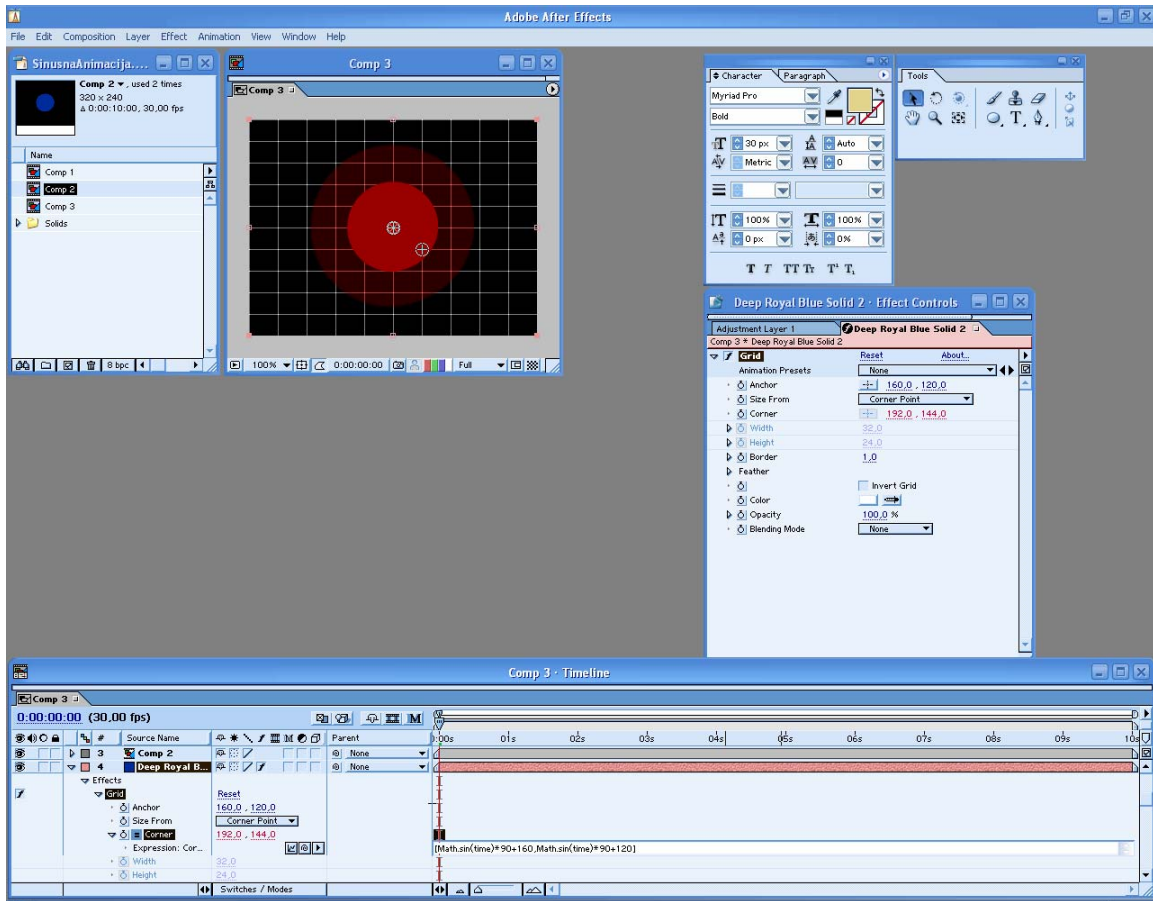 Adobe After Effects
File Edit Composition Layer Effect Animation View Window Help
SinusnaAnimacija....
Comp 2 , used 2 times
320 x 240
Δ 0:00:10:00, 30,00 fps)
Name
Comp 1
Comp 2
Comp 3
Solids
8 bpc
Comp 3
Comp 3
100% 0:00:00:00 Full
Character Paragraph
Myriad Pro
Bold
30 px Auto
Metric 0
100% 100%
0 px 0%
T T TT Tr T¹ T₁
Tools
Deep Royal Blue Solid 2 · Effect Controls
Adjustment Layer 1 Deep Royal Blue Solid 2
Comp 3 * Deep Royal Blue Solid 2
Grid Reset About...
Animation Presets None
Anchor 160,0 , 120,0
Size From Corner Point
Corner 192,0 , 144,0
Width 32,0
Height 24,0
Border 1,0
Feather
Invert Grid
Color
Opacity 100,0 %
Blending Mode None
Comp 3 · Timeline
Comp 3
0:00:00:00 (30,00 fps)
# Source Name Parent :00s 01s 02s 03s 04s 05s 06s 07s 08s 09s 10s
3 Comp 2 None
4 Deep Royal B... None
Effects
Grid Reset
Anchor 160,0 , 120,0
Size From Corner Point
Corner 192,0 , 144,0
Expression: Cor... [Math.sin(time)*90+160,Math.sin(time)*90+120]
Width 32,0
Height 24,0
Switches / Modes